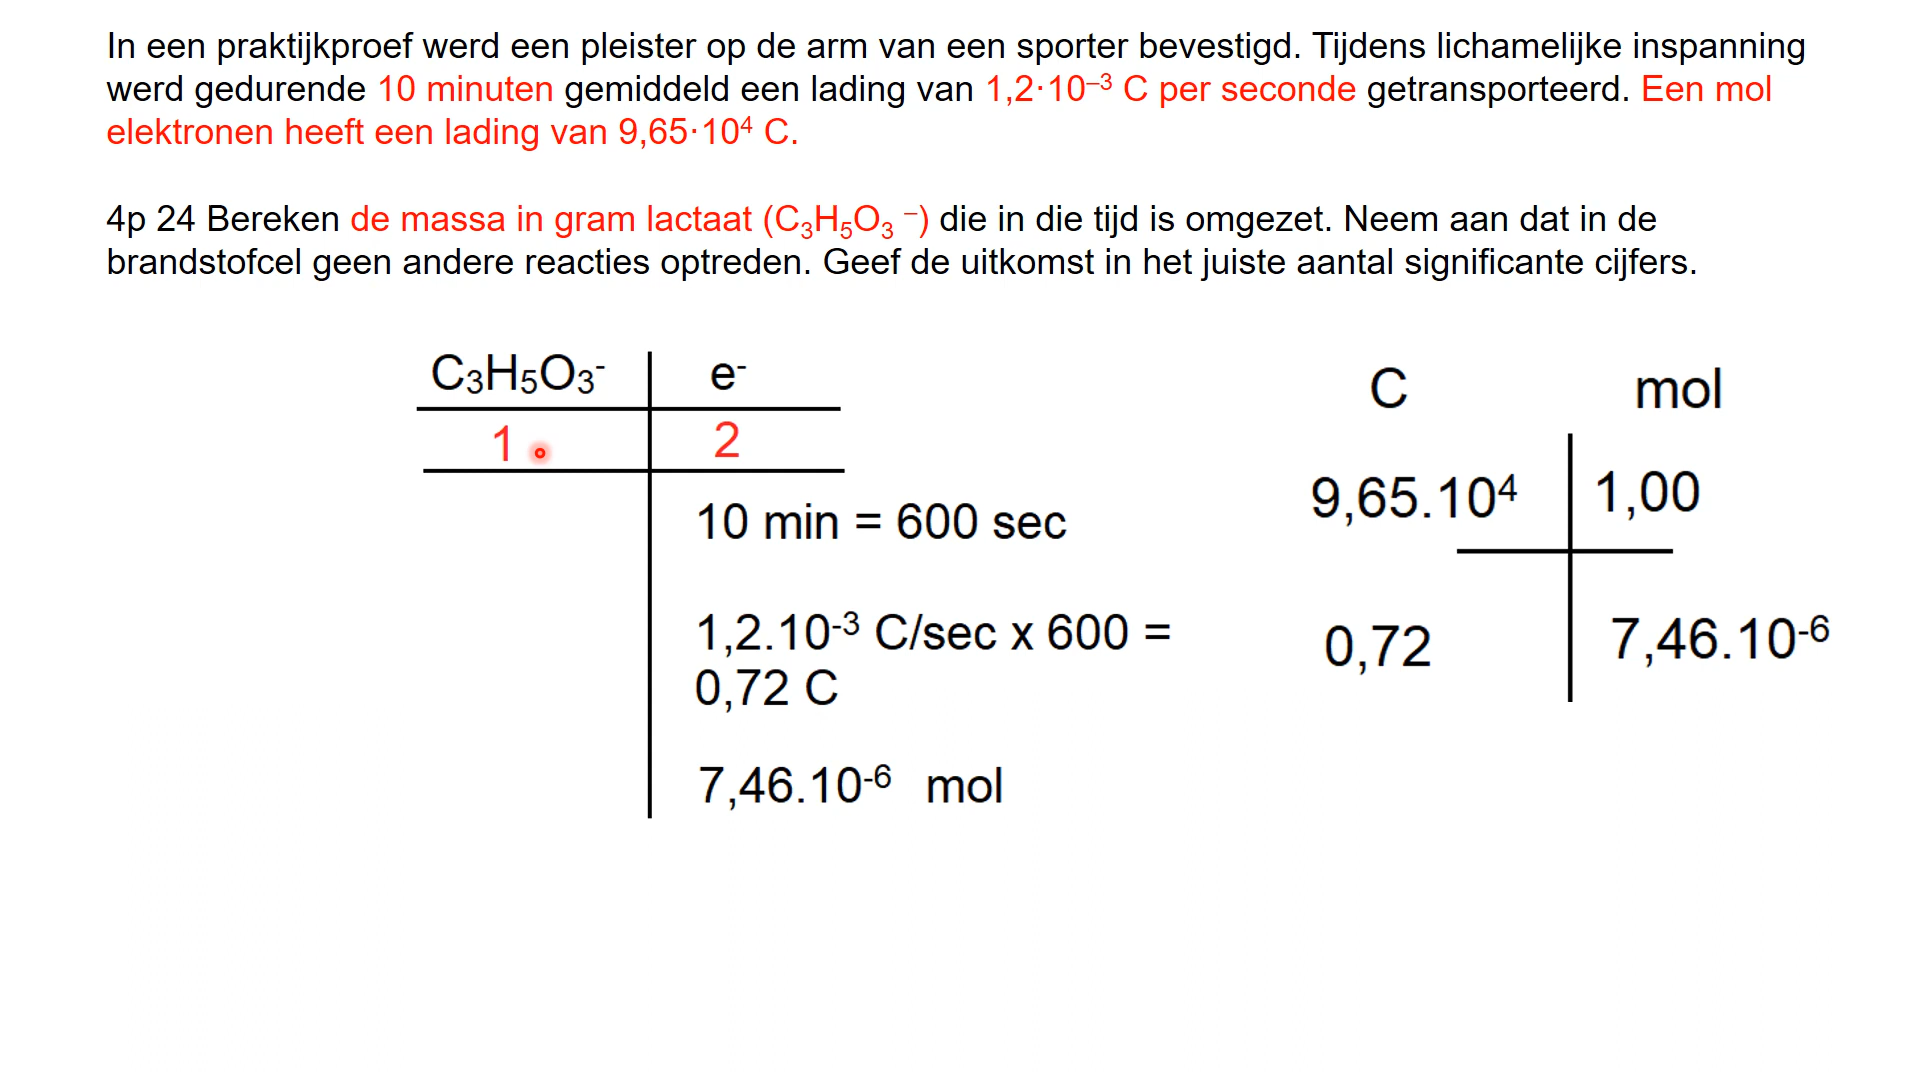 In een praktijkproef werd een pleister op de arm van een sporter bevestigd. Tijdens lichamelijke inspanning
werd gedurende 10 minuten gemiddeld een lading van 1,2·10⁻³ C per seconde getransporteerd. Een mol
elektronen heeft een lading van 9,65·10⁴ C.
4p 24 Bereken de massa in gram lactaat (C₃H₅O₃ ⁻) die in die tijd is omgezet. Neem aan dat in de
brandstofcel geen andere reacties optreden. Geef de uitkomst in het juiste aantal significante cijfers.
C₃H₅O₃⁻ e⁻
1 2
10 min = 600 sec
1,2.10⁻³ C/sec x 600 =
0,72 C
7,46.10⁻⁶ mol
C mol
9,65.10⁴ 1,00
0,72 7,46.10⁻⁶